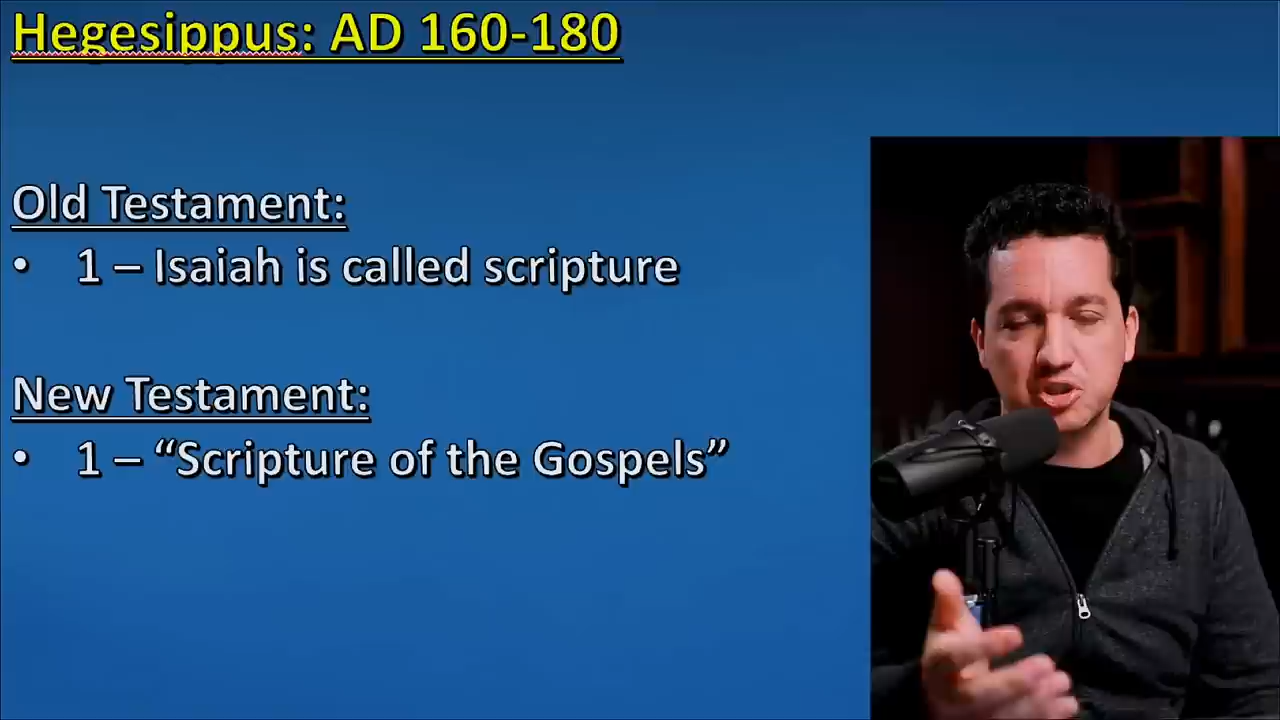 Hegesippus: AD 160-180
Old Testament:
• 1 – Isaiah is called scripture
New Testament:
• 1 – “Scripture of the Gospels”